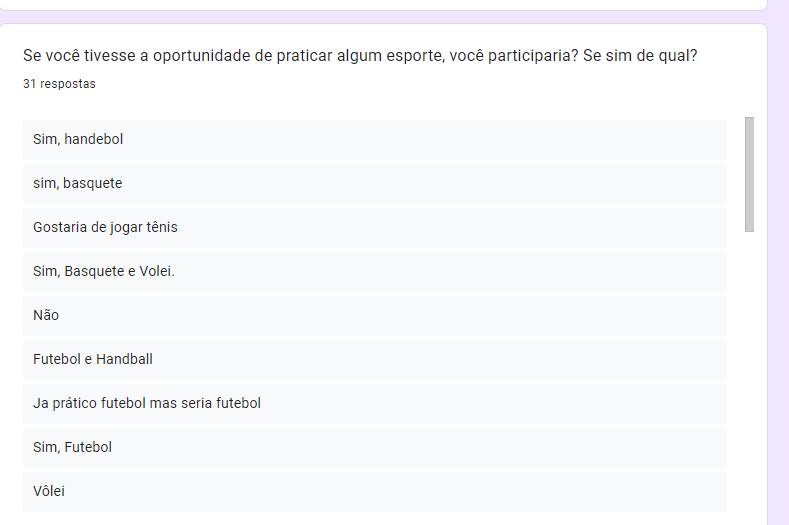 Se você tivesse a oportunidade de praticar algum esporte, você participaria? Se sim de qual?
31 respostas
Sim, handebol
sim, basquete
Gostaria de jogar tênis
Sim, Basquete e Volei.
Não
Futebol e Handball
Ja prático futebol mas seria futebol
Sim, Futebol
Vôlei